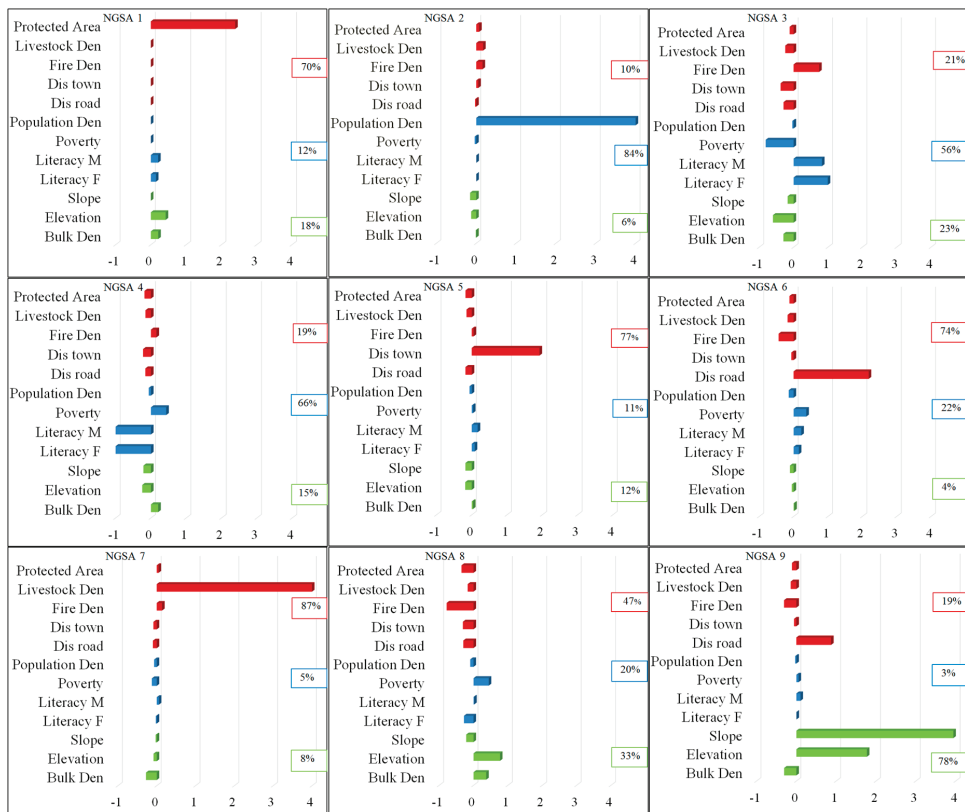 NGSA 1
Protected Area
Livestock Den
Fire Den
Dis town
Dis road
Population Den
Poverty
Literacy M
Literacy F
Slope
Elevation
Bulk Den
70%
12%
18%
-1 0 1 2 3 4
NGSA 2
Protected Area
Livestock Den
Fire Den
Dis town
Dis road
Population Den
Poverty
Literacy M
Literacy F
Slope
Elevation
Bulk Den
10%
84%
6%
-1 0 1 2 3 4
NGSA 3
Protected Area
Livestock Den
Fire Den
Dis town
Dis road
Population Den
Poverty
Literacy M
Literacy F
Slope
Elevation
Bulk Den
21%
56%
23%
-1 0 1 2 3 4
NGSA 4
Protected Area
Livestock Den
Fire Den
Dis town
Dis road
Population Den
Poverty
Literacy M
Literacy F
Slope
Elevation
Bulk Den
19%
66%
15%
-1 0 1 2 3 4
NGSA 5
Protected Area
Livestock Den
Fire Den
Dis town
Dis road
Population Den
Poverty
Literacy M
Literacy F
Slope
Elevation
Bulk Den
77%
11%
12%
-1 0 1 2 3 4
NGSA 6
Protected Area
Livestock Den
Fire Den
Dis town
Dis road
Population Den
Poverty
Literacy M
Literacy F
Slope
Elevation
Bulk Den
74%
22%
4%
-1 0 1 2 3 4
NGSA 7
Protected Area
Livestock Den
Fire Den
Dis town
Dis road
Population Den
Poverty
Literacy M
Literacy F
Slope
Elevation
Bulk Den
87%
5%
8%
-1 0 1 2 3 4
NGSA 8
Protected Area
Livestock Den
Fire Den
Dis town
Dis road
Population Den
Poverty
Literacy M
Literacy F
Slope
Elevation
Bulk Den
47%
20%
33%
-1 0 1 2 3 4
NGSA 9
Protected Area
Livestock Den
Fire Den
Dis town
Dis road
Population Den
Poverty
Literacy M
Literacy F
Slope
Elevation
Bulk Den
19%
3%
78%
-1 0 1 2 3 4